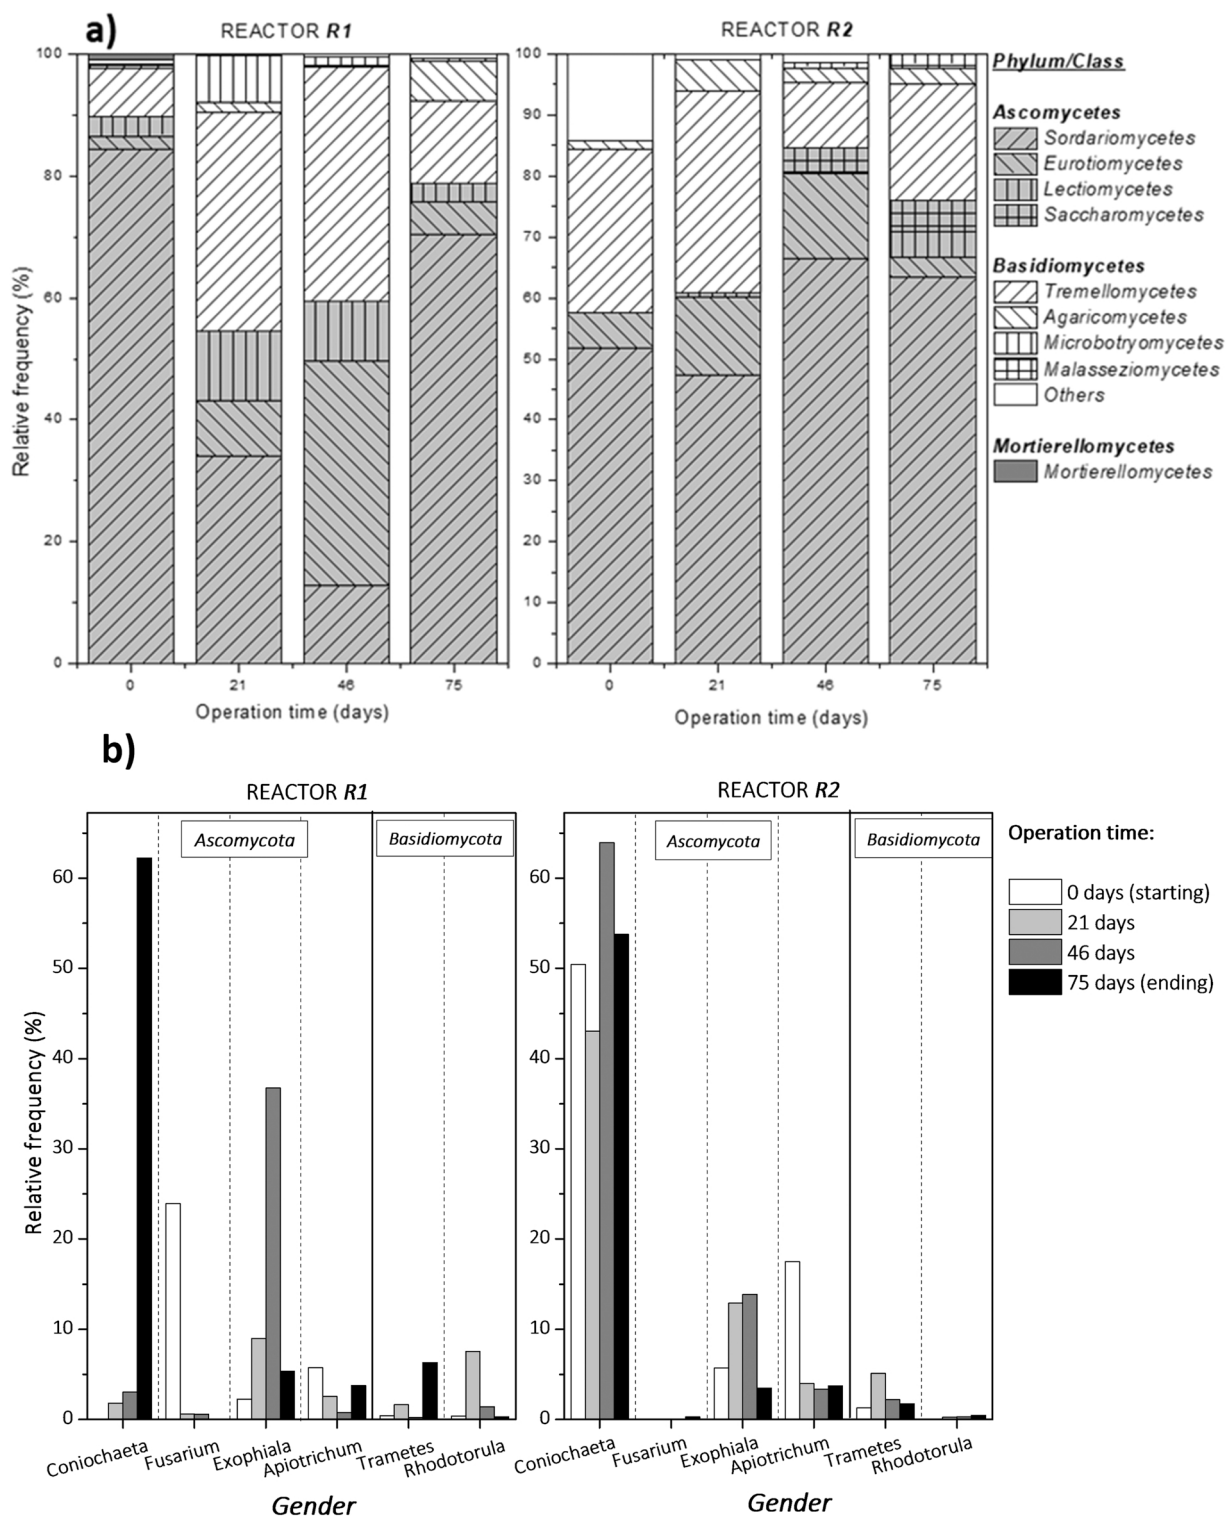 a)
REACTOR R1
REACTOR R2
Relative frequency (%)
100
80
60
40
20
0
0
21
46
75
Operation time (days)
100
90
80
70
60
50
40
30
20
10
0
0
21
46
75
Operation time (days)
Phylum/Class
Ascomycetes
Sordariomycetes
Eurotiomycetes
Lectiomycetes
Saccharomycetes
Basidiomycetes
Tremellomycetes
Agaricomycetes
Microbotryomycetes
Malasseziomycetes
Others
Mortierellomycetes
Mortierellomycetes
b)
REACTOR R1
REACTOR R2
Ascomycota
Basidiomycota
Relative frequency (%)
60
50
40
30
20
10
0
Coniochaeta
Fusarium
Exophiala
Apiotrichum
Trametes
Rhodotorula
Gender
Ascomycota
Basidiomycota
60
50
40
30
20
10
0
Coniochaeta
Fusarium
Exophiala
Apiotrichum
Trametes
Rhodotorula
Gender
Operation time:
0 days (starting)
21 days
46 days
75 days (ending)